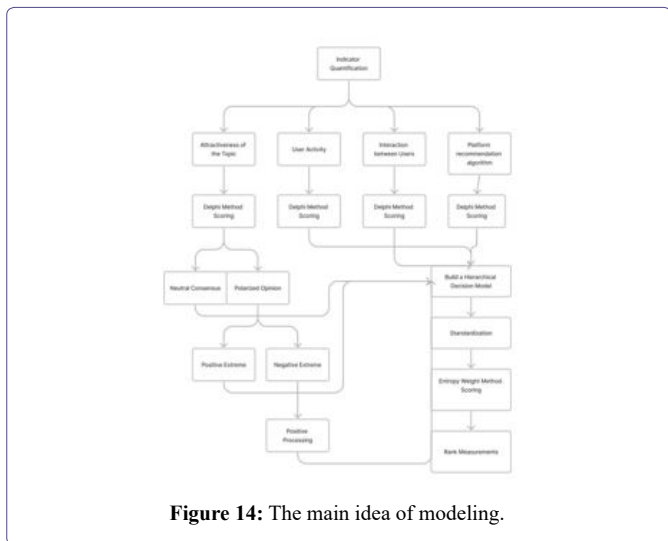 Indicator
Quantification
Attractiveness of
the Topic
User Activity
Interaction
between Users
Platform
recommendation
algorithm
Delphi Method
Scoring
Delphi Method
Scoring
Delphi Method
Scoring
Delphi Method
Scoring
Neutral Consensus
Polarized Opinion
Build a Hierarchical
Decision Model
Positive Extreme
Negative Extreme
Standardization
Entropy Weight Method
Scoring
Positive
Processing
Rank Measurements
Figure 14: The main idea of modeling.